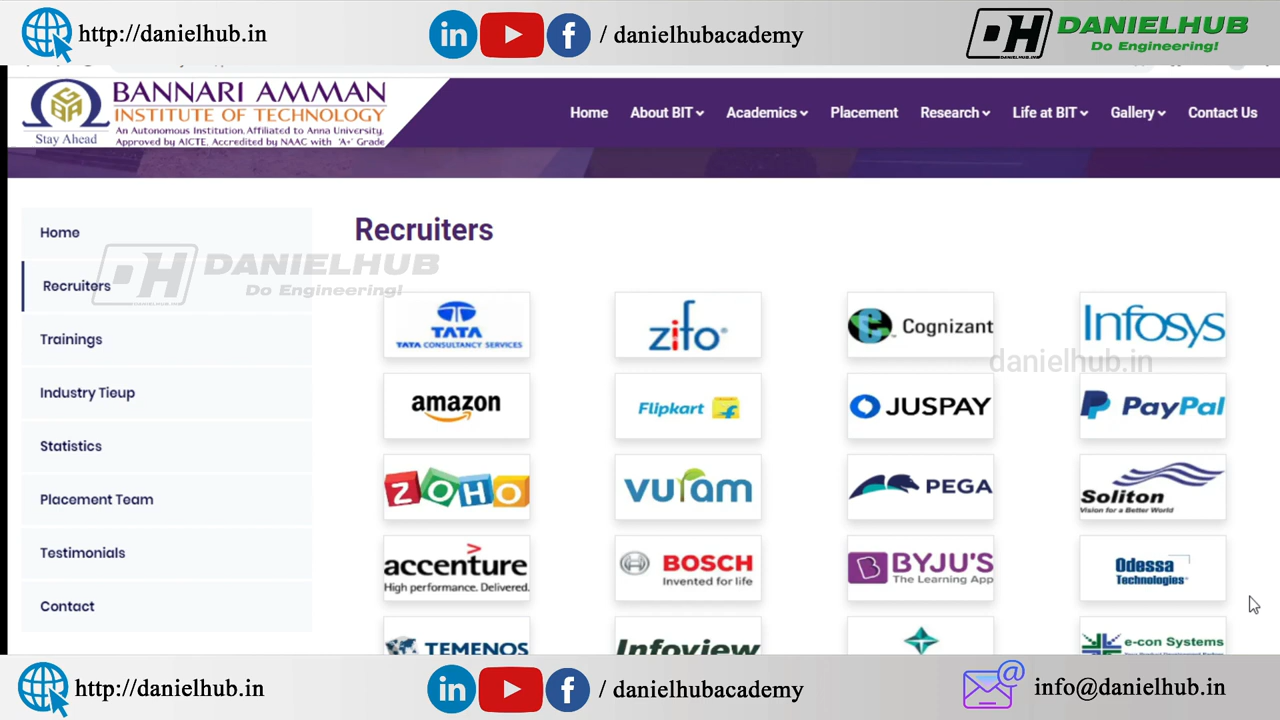 http://danielhub.in
in
/ danielhubacademy
DH DANIELHUB
Do Engineering!
BANNARI AMMAN
INSTITUTE OF TECHNOLOGY
An Autonomous Institution. Affiliated to Anna University.
Approved by AICTE, Accredited by NAAC with 'A+' Grade
Stay Ahead
Home
About BIT
Academics
Placement
Research
Life at BIT
Gallery
Contact Us
Home
Recruiters
Trainings
Industry Tieup
Statistics
Placement Team
Testimonials
Contact
DH DANIELHUB
Do Engineering!
Recruiters
TATA
TATA CONSULTANCY SERVICES
zifo
Cognizant
Infosys
danielhub.in
amazon
Flipkart
JUSPAY
PayPal
ZOHO
vuram
PEGA
Soliton
Vision for a Better World
accenture
High performance. Delivered.
BOSCH
Invented for life
BYJU'S
The Learning App
Odessa
Technologies
TEMENOS
Infoview
e-con Systems
http://danielhub.in
in
/ danielhubacademy
info@danielhub.in